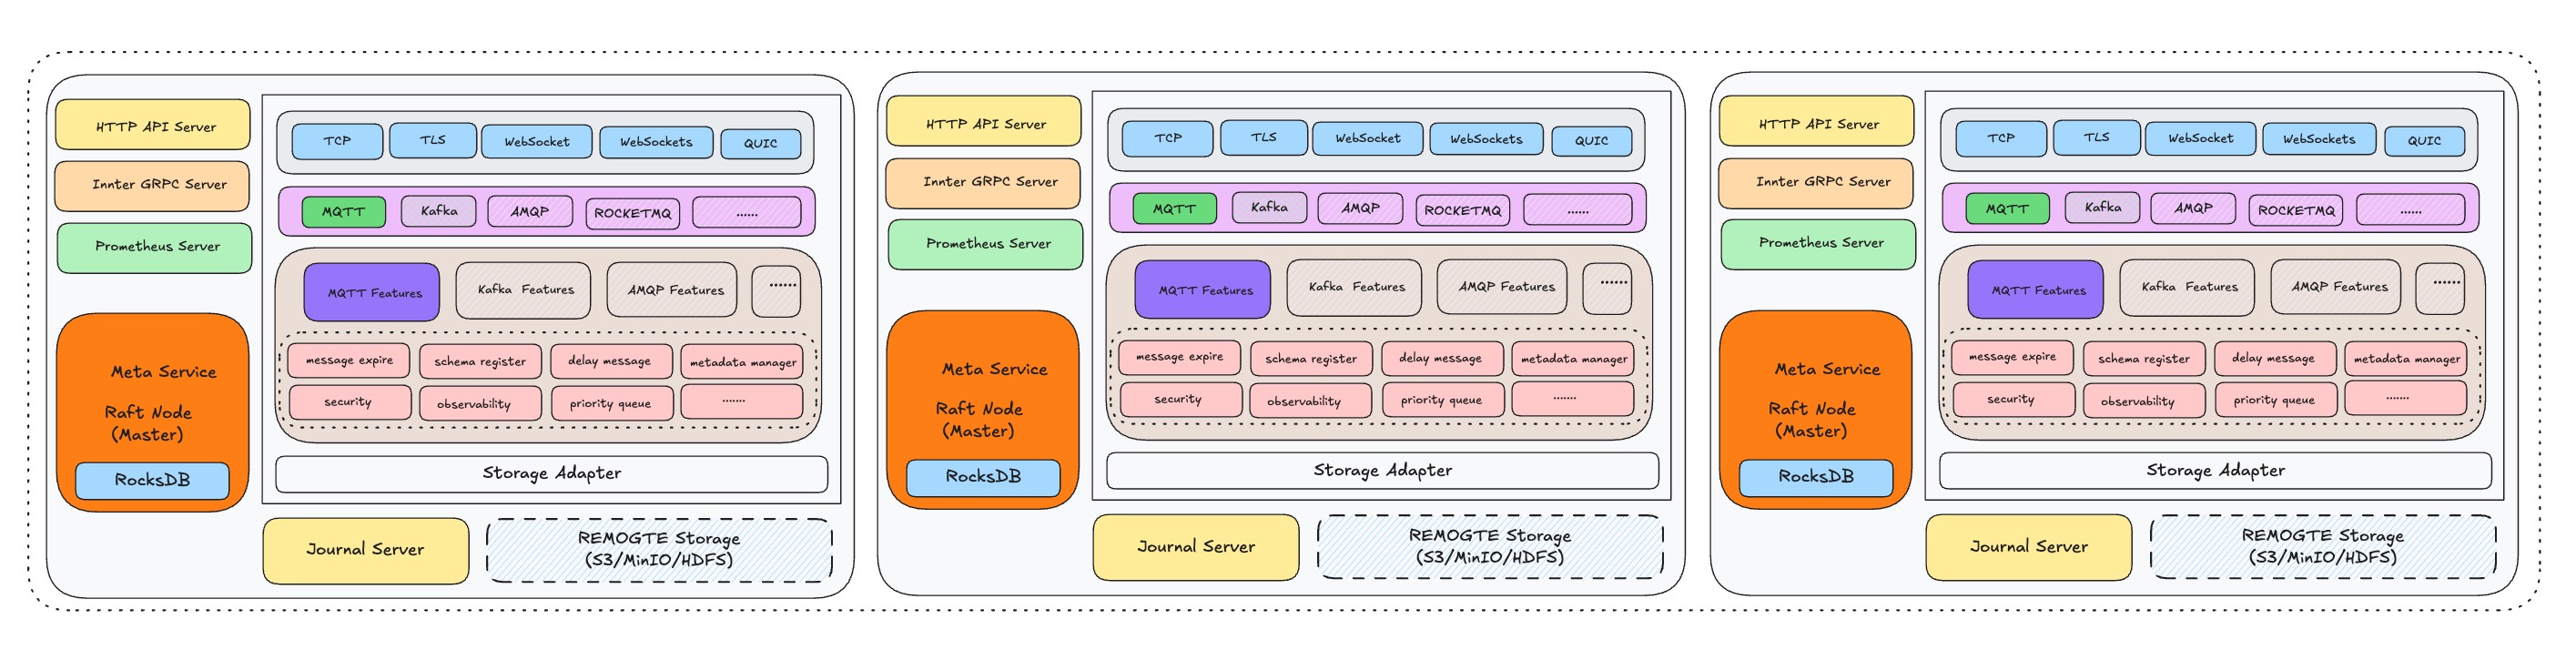 HTTP API Server
Innter GRPC Server
Prometheus Server
Meta Service
Raft Node
(Master)
RocksDB
TCP TLS WebSocket WebSockets QUIC
MQTT Kafka AMQP ROCKETMQ ......
MQTT Features Kafka Features AMQP Features ......
message expire schema register delay message metadata manager
security observability priority queue .......
Storage Adapter
Journal Server
REMOGTE Storage
(S3/MinIO/HDFS)
HTTP API Server
Innter GRPC Server
Prometheus Server
Meta Service
Raft Node
(Master)
RocksDB
TCP TLS WebSocket WebSockets QUIC
MQTT Kafka AMQP ROCKETMQ ......
MQTT Features Kafka Features AMQP Features ......
message expire schema register delay message metadata manager
security observability priority queue .......
Storage Adapter
Journal Server
REMOGTE Storage
(S3/MinIO/HDFS)
HTTP API Server
Innter GRPC Server
Prometheus Server
Meta Service
Raft Node
(Master)
RocksDB
TCP TLS WebSocket WebSockets QUIC
MQTT Kafka AMQP ROCKETMQ ......
MQTT Features Kafka Features AMQP Features ......
message expire schema register delay message metadata manager
security observability priority queue .......
Storage Adapter
Journal Server
REMOGTE Storage
(S3/MinIO/HDFS)